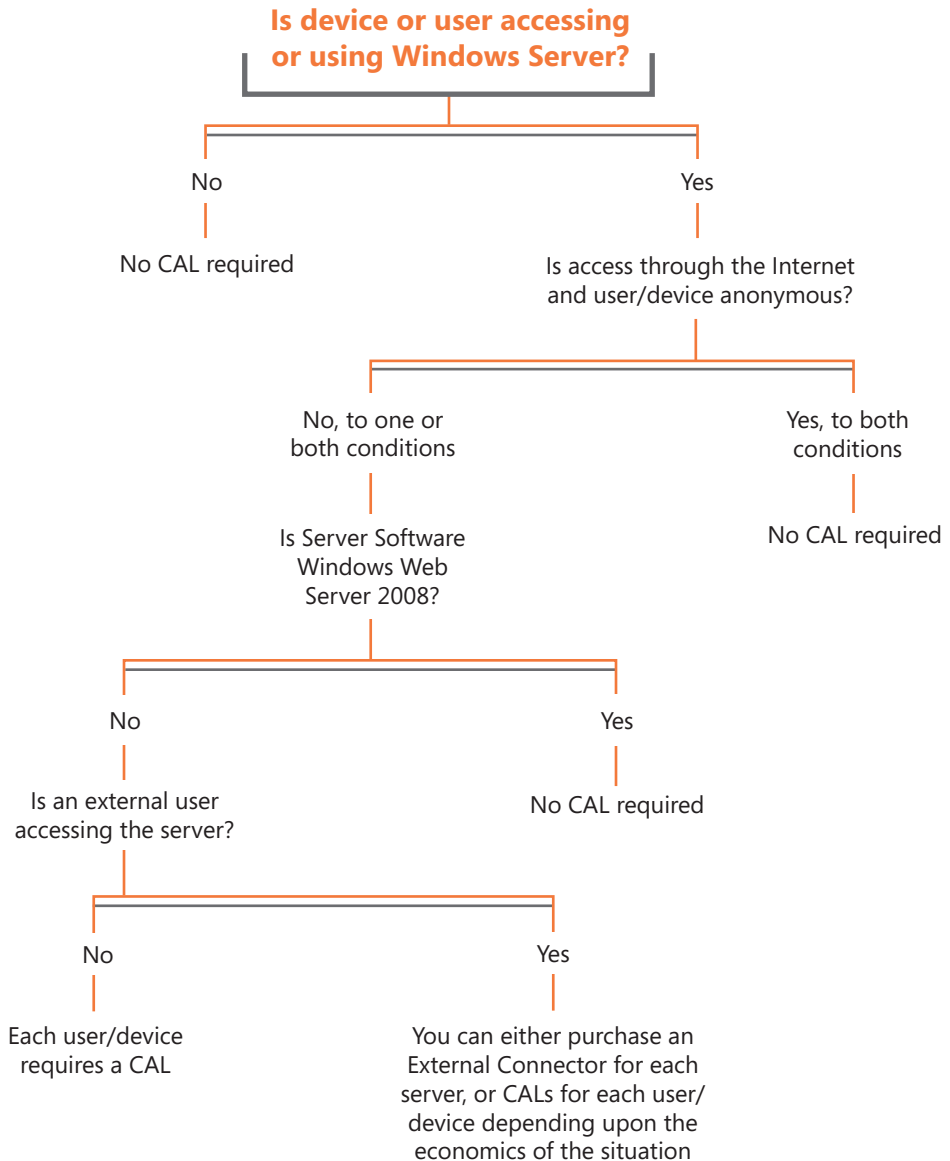 Is device or user accessing
or using Windows Server?
No
Yes
No CAL required
Is access through the Internet
and user/device anonymous?
No, to one or
both conditions
Yes, to both
conditions
Is Server Software
Windows Web
Server 2008?
No CAL required
No
Yes
Is an external user
accessing the server?
No CAL required
No
Yes
Each user/device
requires a CAL
You can either purchase an
External Connector for each
server, or CALs for each user/
device depending upon the
economics of the situation